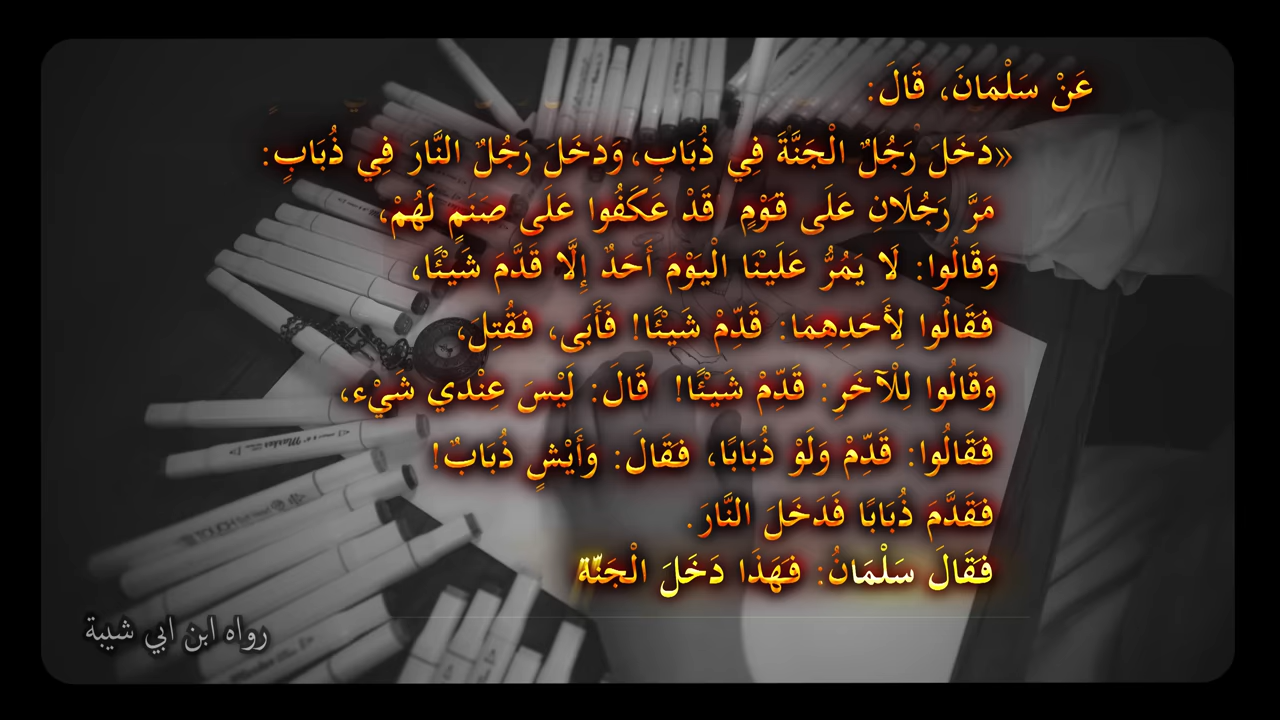 عَنْ سَلْمَانَ، قَالَ:
«دَخَلَ رَجُلٌ الْجَنَّةَ فِي ذُبَابٍ، وَدَخَلَ رَجُلٌ النَّارَ فِي ذُبَابٍ:
مَرَّ رَجُلَانِ عَلَى قَوْمٍ قَدْ عَكَفُوا عَلَى صَنَمٍ لَهُمْ،
وَقَالُوا: لَا يَمُرُّ عَلَيْنَا الْيَوْمَ أَحَدٌ إِلَّا قَدَّمَ شَيْئًا،
فَقَالُوا لِأَحَدِهِمَا: قَدِّمْ شَيْئًا! فَأَبَى، فَقُتِلَ،
وَقَالُوا لِلْآخَرِ: قَدِّمْ شَيْئًا! قَالَ: لَيْسَ عِنْدي شَيْء،
فَقَالُوا: قَدِّمْ وَلَوْ ذُبَابًا، فَقَالَ: وَأَيْشٍ ذُبَابٌ!
فَقَدَّمَ ذُبَابًا فَدَخَلَ النَّارَ.
فَقَالَ سَلْمَانُ: فَهَذَا دَخَلَ الْجَنَّةَ
رواه ابن ابي شيبة